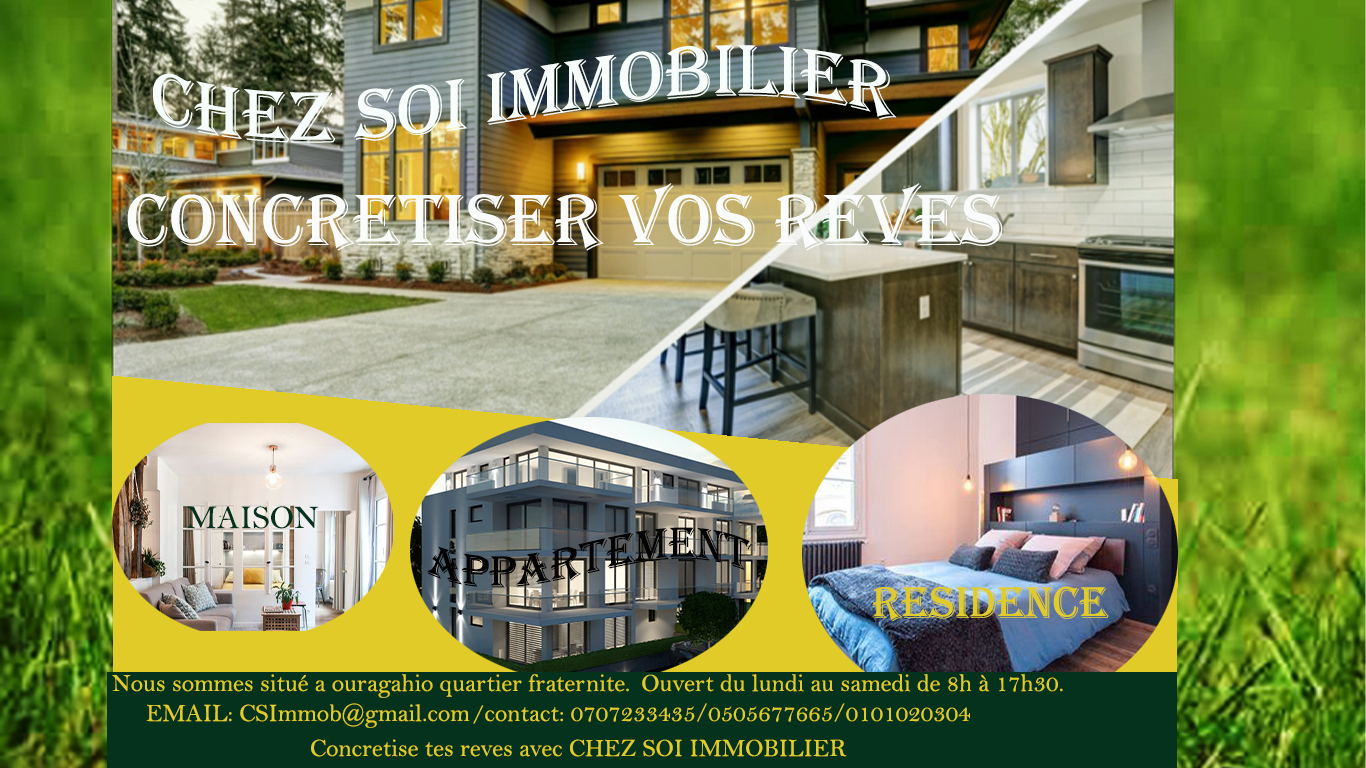 CHEZ SOI IMMOBILIER
CONCRETISER VOS REVES
MAISON
APPARTEMENT
RESIDENCE
Nous sommes situé a ouragahio quartier fraternite. Ouvert du lundi au samedi de 8h à 17h30.
EMAIL: CSImmob@gmail.com /contact: 0707233435/0505677665/0101020304
Concretise tes reves avec CHEZ SOI IMMOBILIER